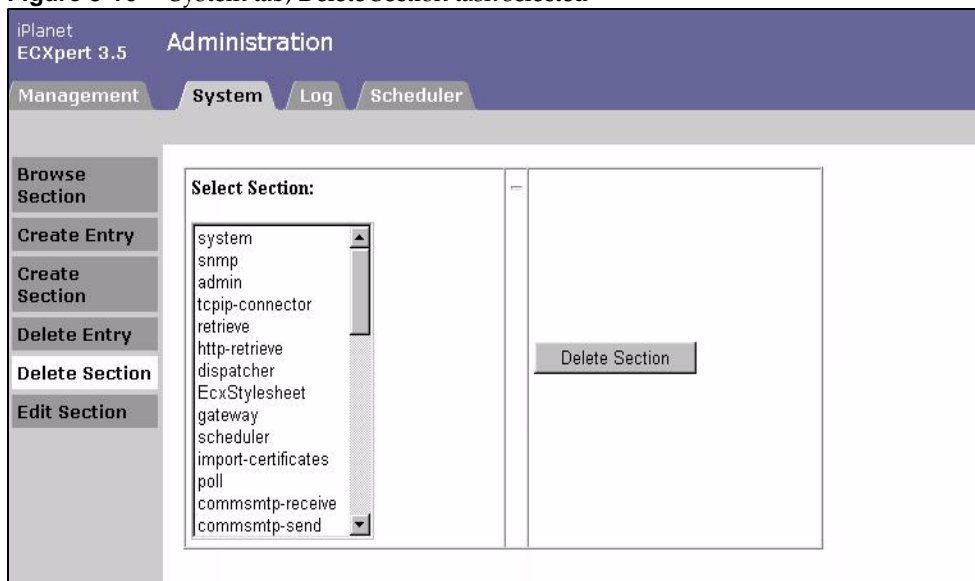 iPlanet
ECXpert 3.5
Administration
Management
System
Log
Scheduler
Browse
Section
Create Entry
Create
Section
Delete Entry
Delete Section
Edit Section
Select Section:
system
snmp
admin
tcpip-connector
retrieve
http-retrieve
dispatcher
EcxStylesheet
gateway
scheduler
import-certificates
poll
commsmtp-receive
commsmtp-send
Delete Section